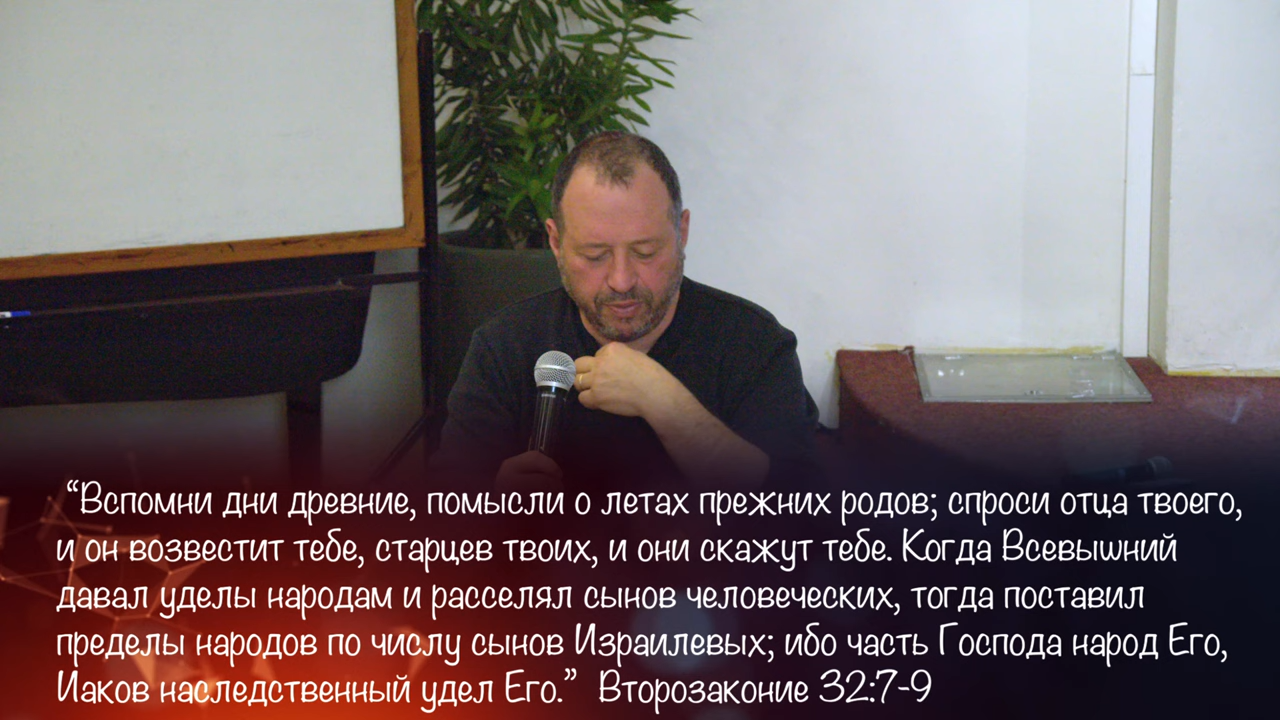 “Вспомни дни древние, помысли о летах прежних родов; спроси отца твоего,
и он возвестит тебе, старцев твоих, и они скажут тебе. Когда Всевышний
давал уделы народам и расселял сынов человеческих, тогда поставил
пределы народов по числу сынов Израилевых; ибо часть Господа народ Его,
Иаков наследственный удел Его.” Второзаконие 32:7-9